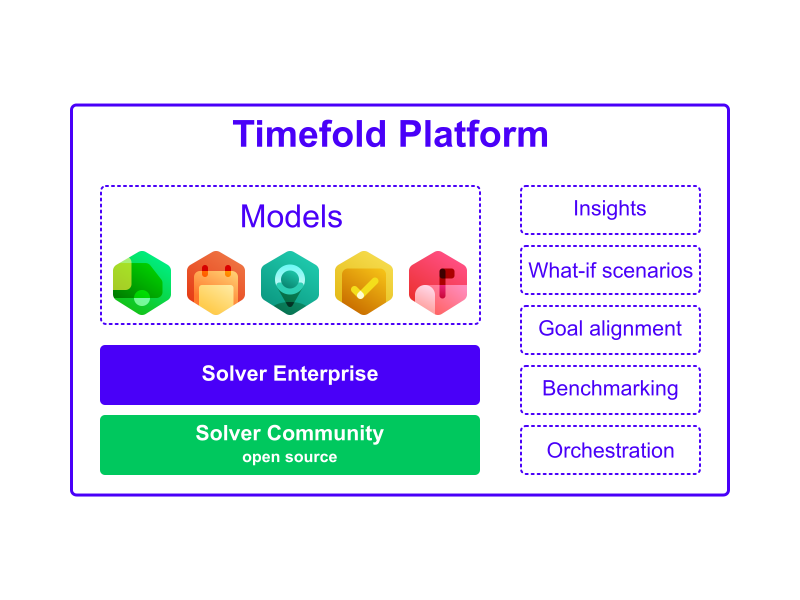 Timefold Platform
Models
Solver Enterprise
Solver Community
open source
Insights
What-if scenarios
Goal alignment
Benchmarking
Orchestration